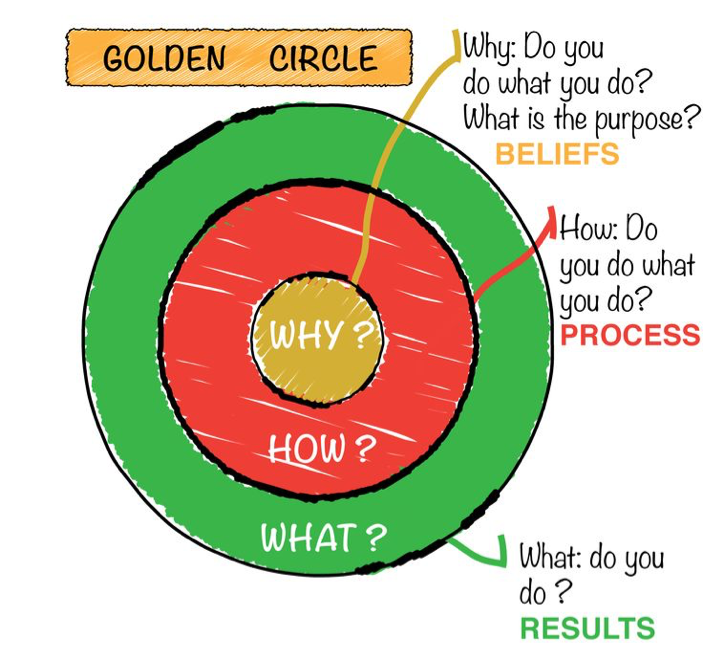 GOLDEN CIRCLE
Why: Do you
do what you do?
What is the purpose?
BELIEFS
How: Do
you do what
you do?
PROCESS
WHY ?
HOW ?
WHAT ?
What: do you
do ?
RESULTS